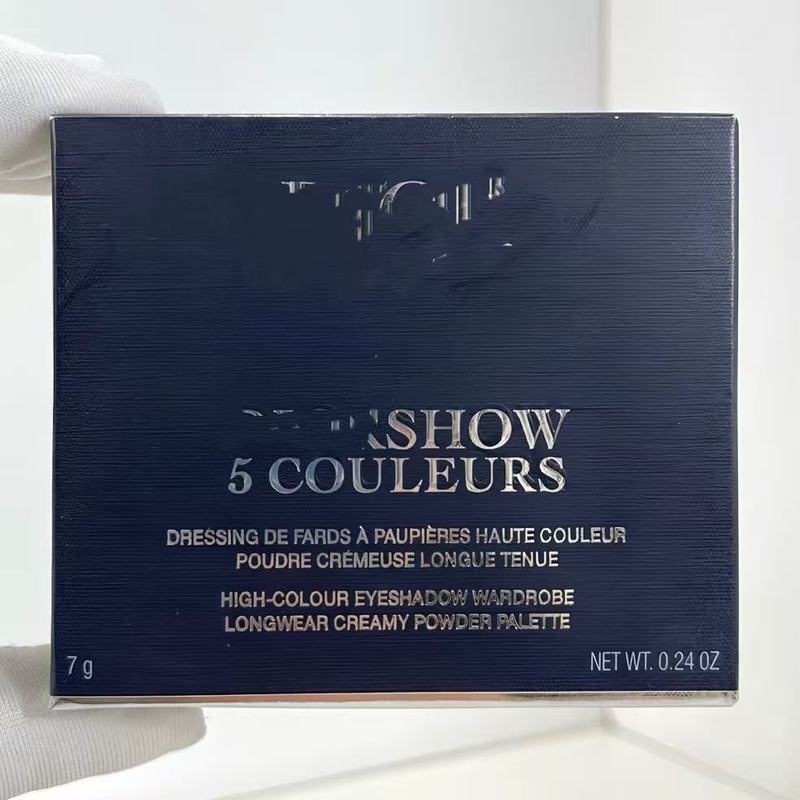 5 COULEURS
DRESSING DE FARDS À PAUPIÈRES HAUTE COULEUR
POUDRE CRÉMEUSE LONGUE TENUE
HIGH-COLOUR EYESHADOW WARDROBE
LONGWEAR CREAMY POWDER PALETTE
7 g
NET WT. 0.24 OZ